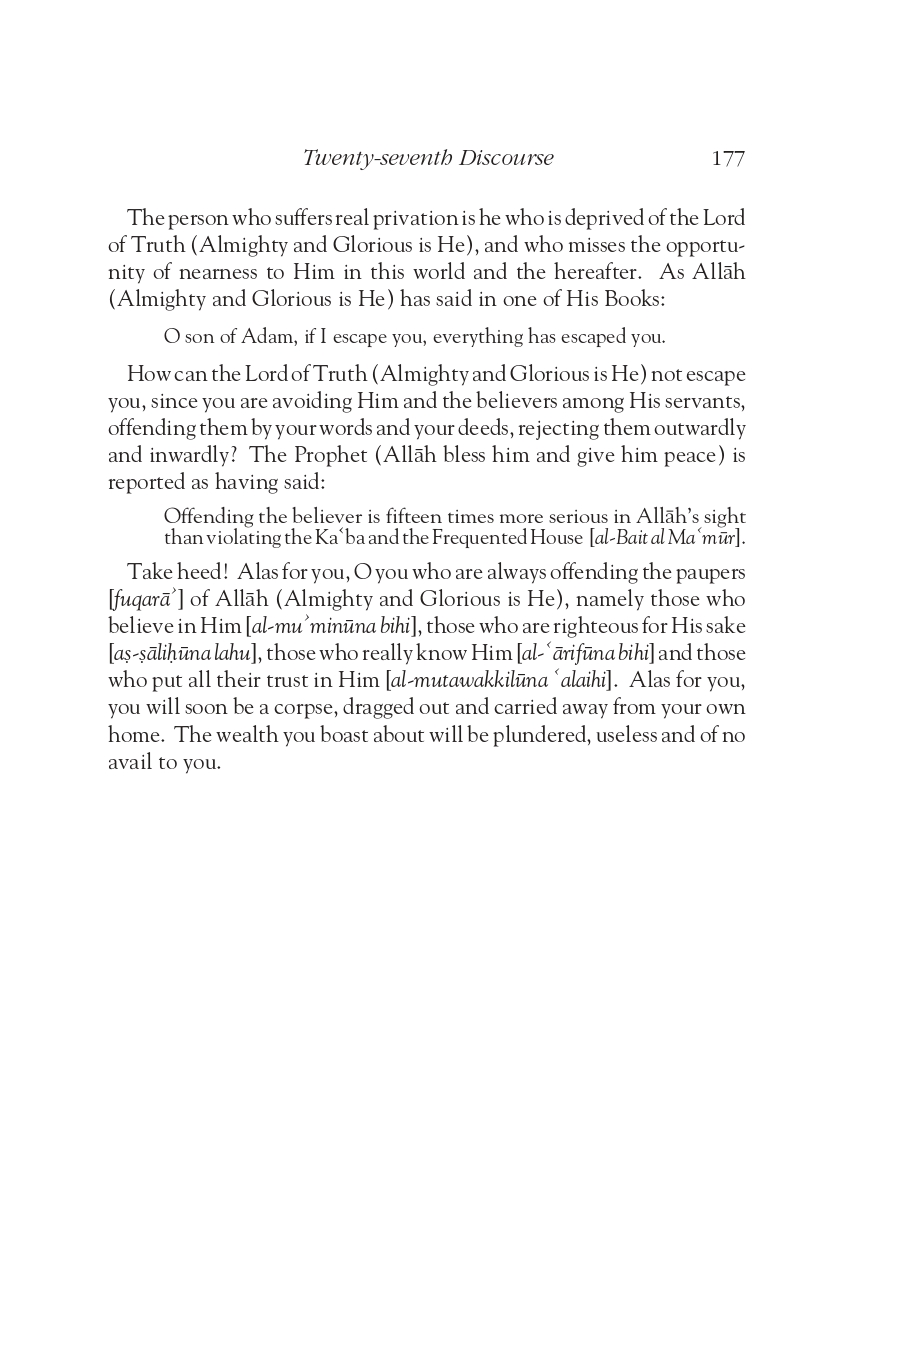 Twenty-seventh Discourse 177
The person who suffers real privation is he who is deprived of the Lord
of Truth (Almighty and Glorious is He), and who misses the opportu-
nity of nearness to Him in this world and the hereafter. As Allāh
(Almighty and Glorious is He) has said in one of His Books:
O son of Adam, if I escape you, everything has escaped you.
How can the Lord of Truth (Almighty and Glorious is He) not escape
you, since you are avoiding Him and the believers among His servants,
offending them by your words and your deeds, rejecting them outwardly
and inwardly? The Prophet (Allāh bless him and give him peace) is
reported as having said:
Offending the believer is fifteen times more serious in Allāh’s sight
than violating the Kaʿba and the Frequented House [al-Bait al Maʿmūr].
Take heed! Alas for you, O you who are always offending the paupers
[fuqarāʾ] of Allāh (Almighty and Glorious is He), namely those who
believe in Him [al-muʾminūna bihi], those who are righteous for His sake
[aṣ-ṣāliḥūna lahu], those who really know Him [al-ʿārifūna bihi] and those
who put all their trust in Him [al-mutawakkilūna ʿalaihi]. Alas for you,
you will soon be a corpse, dragged out and carried away from your own
home. The wealth you boast about will be plundered, useless and of no
avail to you.